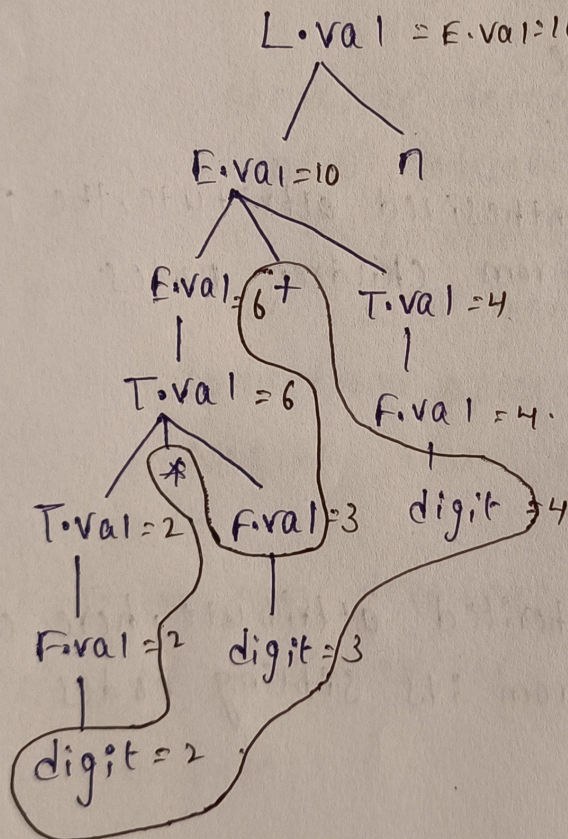 L.val = E.val=10
E.val=10 n
E.val=6 + T.val=4
T.val=6 F.val=4.
*
T.val=2 F.val=3 digit=4
F.val=2 digit=3
digit=2